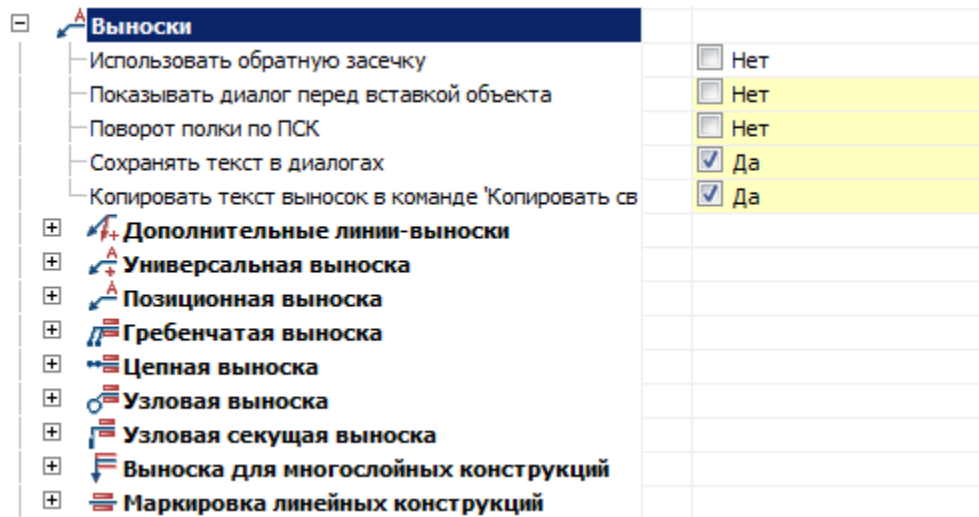 Выноски
Использовать обратную засечку Нет
Показывать диалог перед вставкой объекта Нет
Поворот полки по ПСК Нет
Сохранять текст в диалогах Да
Копировать текст выносок в команде 'Копировать св Да
Дополнительные линии-выноски
Универсальная выноска
Позиционная выноска
Гребенчатая выноска
Цепная выноска
Узловая выноска
Узловая секущая выноска
Выноска для многослойных конструкций
Маркировка линейных конструкций